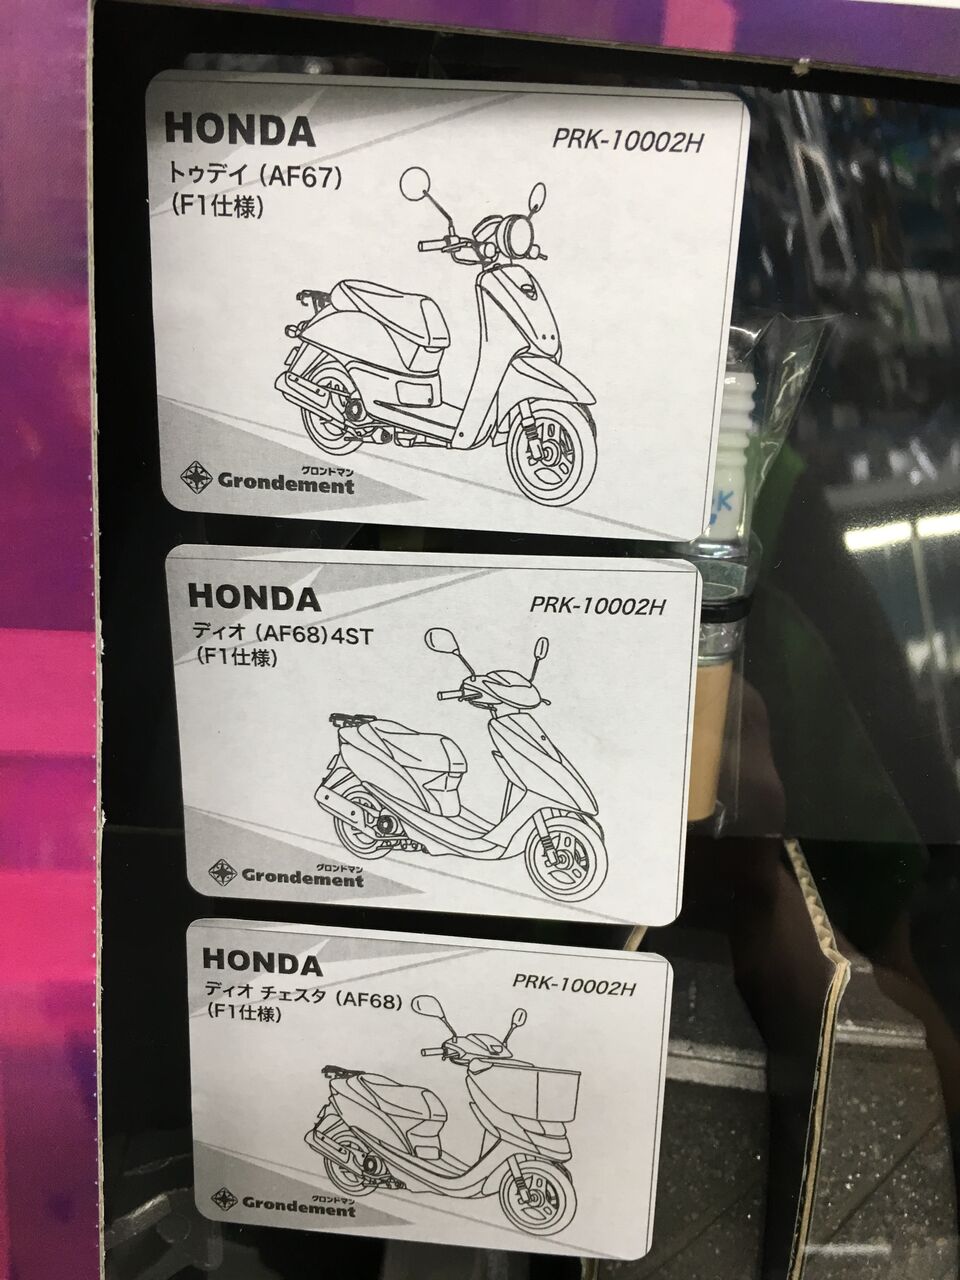 HONDA
PRK-10002H
トゥデイ (AF67)
(F1仕様)
グロンドマン
Grondement
HONDA
PRK-10002H
ディオ (AF68) 4ST
(F1仕様)
グロンドマン
Grondement
HONDA
PRK-10002H
ディオ チェスタ (AF68)
(F1仕様)
グロンドマン
Grondement